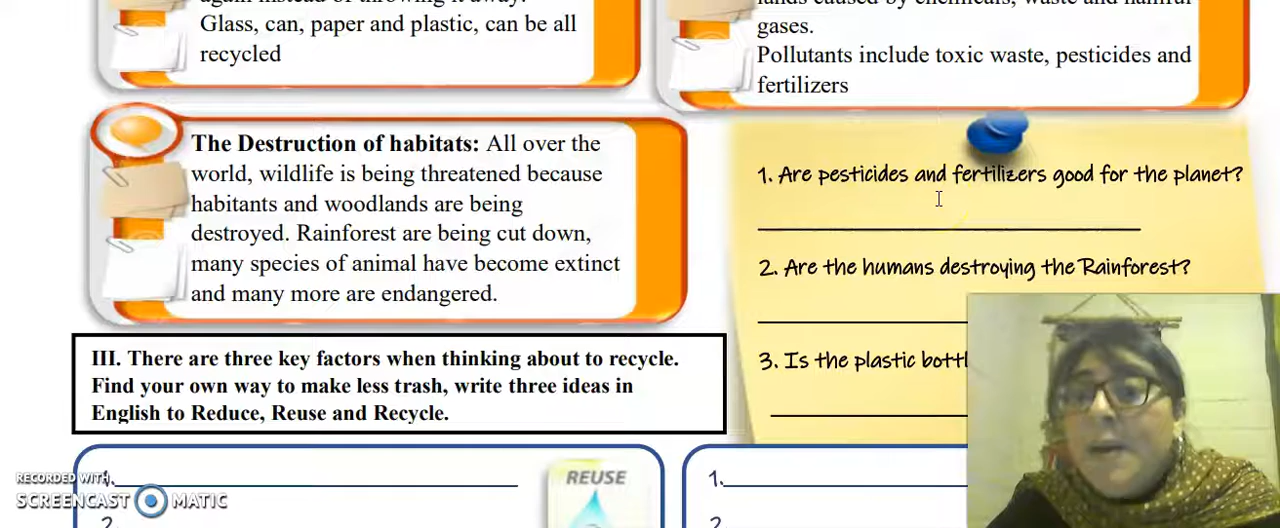 Glass, can, paper and plastic, can be all
recycled
gases.
Pollutants include toxic waste, pesticides and
fertilizers
The Destruction of habitats: All over the
world, wildlife is being threatened because
habitants and woodlands are being
destroyed. Rainforest are being cut down,
many species of animal have become extinct
and many more are endangered.
1. Are pesticides and fertilizers good for the planet?
2. Are the humans destroying the Rainforest?
3. Is the plastic
III. There are three key factors when thinking about to recycle.
Find your own way to make less trash, write three ideas in
English to Reduce, Reuse and Recycle.
1.
REUSE
1.
2
2
RECORDED WITH
SCREENCAST MATIC